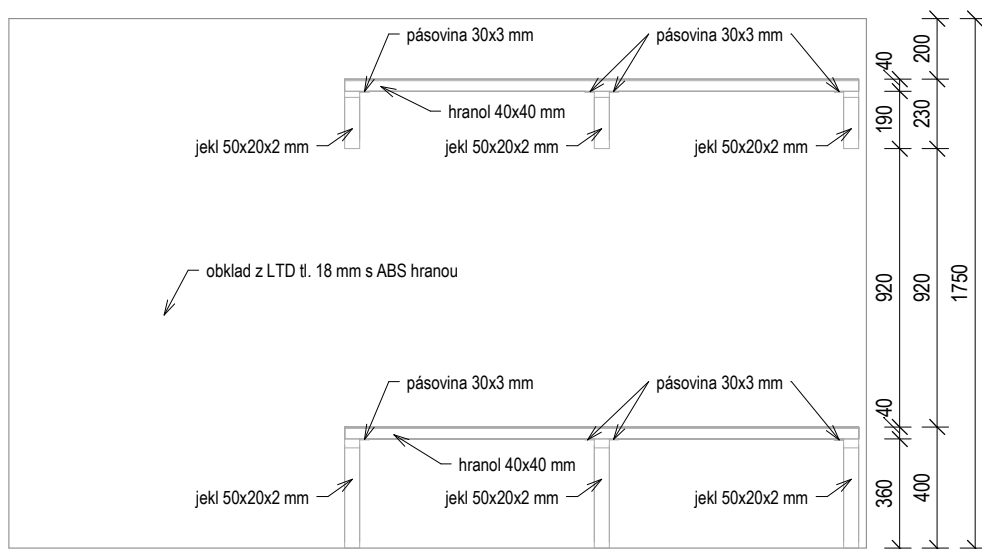 pásovina 30x3 mm
pásovina 30x3 mm
hranol 40x40 mm
jekl 50x20x2 mm
jekl 50x20x2 mm
jekl 50x20x2 mm
obklad z LTD tl. 18 mm s ABS hranou
pásovina 30x3 mm
pásovina 30x3 mm
hranol 40x40 mm
jekl 50x20x2 mm
jekl 50x20x2 mm
jekl 50x20x2 mm
40
190
920
40
360
200
230
920
400
1750